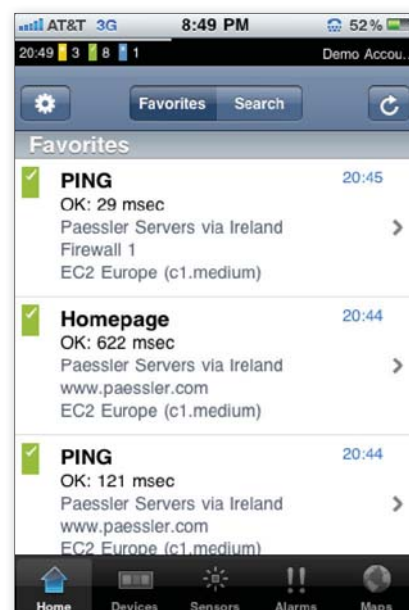 AT&T 3G 8:49 PM 52%
20:49 3 8 1 Demo Accou..
Favorites Search
Favorites
PING 20:45
OK: 29 msec
Paessler Servers via Ireland
Firewall 1
EC2 Europe (c1.medium)
Homepage 20:44
OK: 622 msec
Paessler Servers via Ireland
www.paessler.com
EC2 Europe (c1.medium)
PING 20:44
OK: 121 msec
Paessler Servers via Ireland
www.paessler.com
EC2 Europe (c1.medium)
Home Devices Sensors Alarms Maps